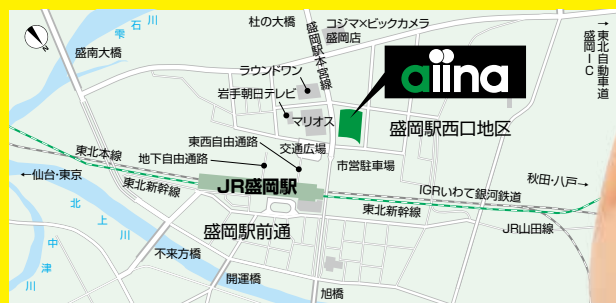 雫石川
杜の大橋
コジマ×ビックカメラ
盛岡店
→東北自動車道
盛岡IC
盛南大橋
盛岡駅本宮線
aiina
ラウンドワン
岩手朝日テレビ
マリオス
盛岡駅西口地区
東西自由通路
交通広場
地下自由通路
市営駐車場
東北本線
←仙台・東京
東北新幹線
JR盛岡駅
IGRいわて銀河鉄道
秋田・八戸→
東北新幹線
JR山田線
北上川
盛岡駅前通
中津川
不来方橋
開運橋
旭橋